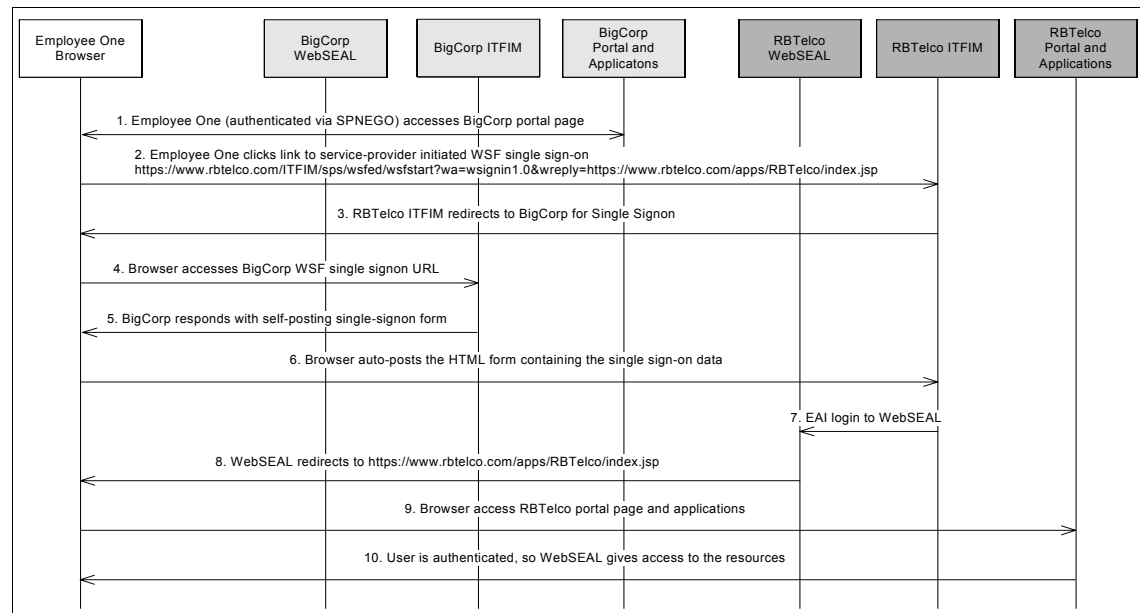 Employee One
Browser
BigCorp
WebSEAL
BigCorp ITFIM
BigCorp
Portal and
Applicatons
RBTelco
WebSEAL
RBTelco ITFIM
RBTelco
Portal and
Applications
1. Employee One (authenticated via SPNEGO) accesses BigCorp portal page
2. Employee One clicks link to service-provider initiated WSF single sign-on
https://www.rbtelco.com/ITFIM/sps/wsfed/wsfstart?wa=wsignin1.0&wreply=https://www.rbtelco.com/apps/RBTelco/index.jsp
3. RBTelco ITFIM redirects to BigCorp for Single Signon
4. Browser accesses BigCorp WSF single signon URL
5. BigCorp responds with self-posting single-signon form
6. Browser auto-posts the HTML form containing the single sign-on data
7. EAI login to WebSEAL
8. WebSEAL redirects to https://www.rbtelco.com/apps/RBTelco/index.jsp
9. Browser access RBTelco portal page and applications
10. User is authenticated, so WebSEAL gives access to the resources